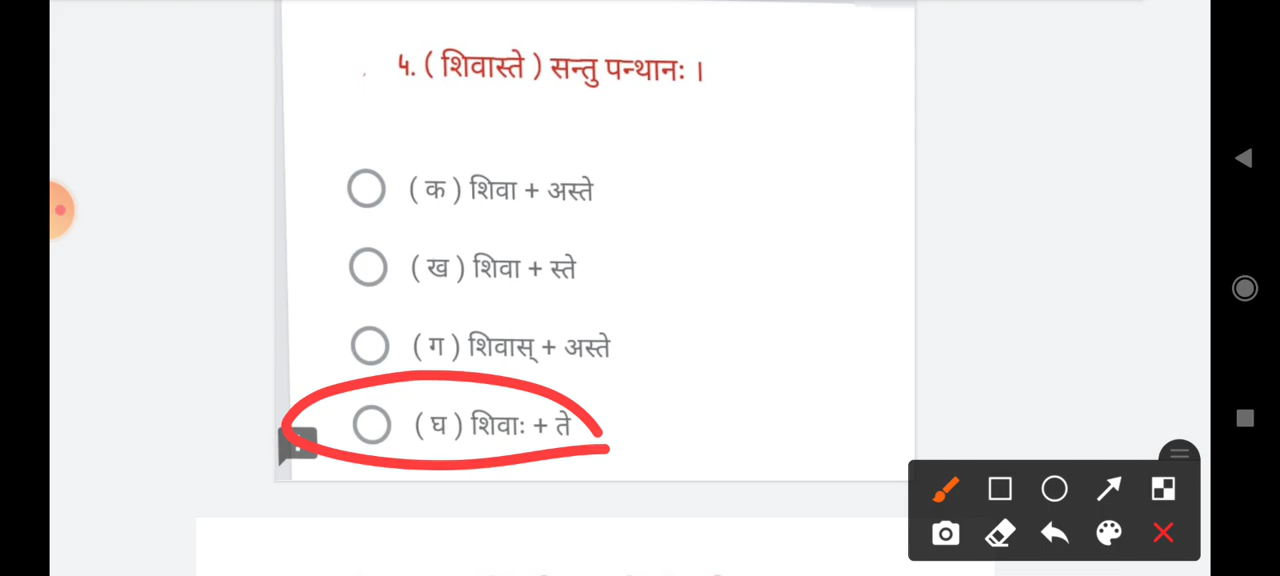 ५. ( शिवास्ते ) सन्तु पन्थानः ।
( क ) शिवा + अस्ते
( ख ) शिवा + स्ते
( ग ) शिवास् + अस्ते
( घ ) शिवाः + ते